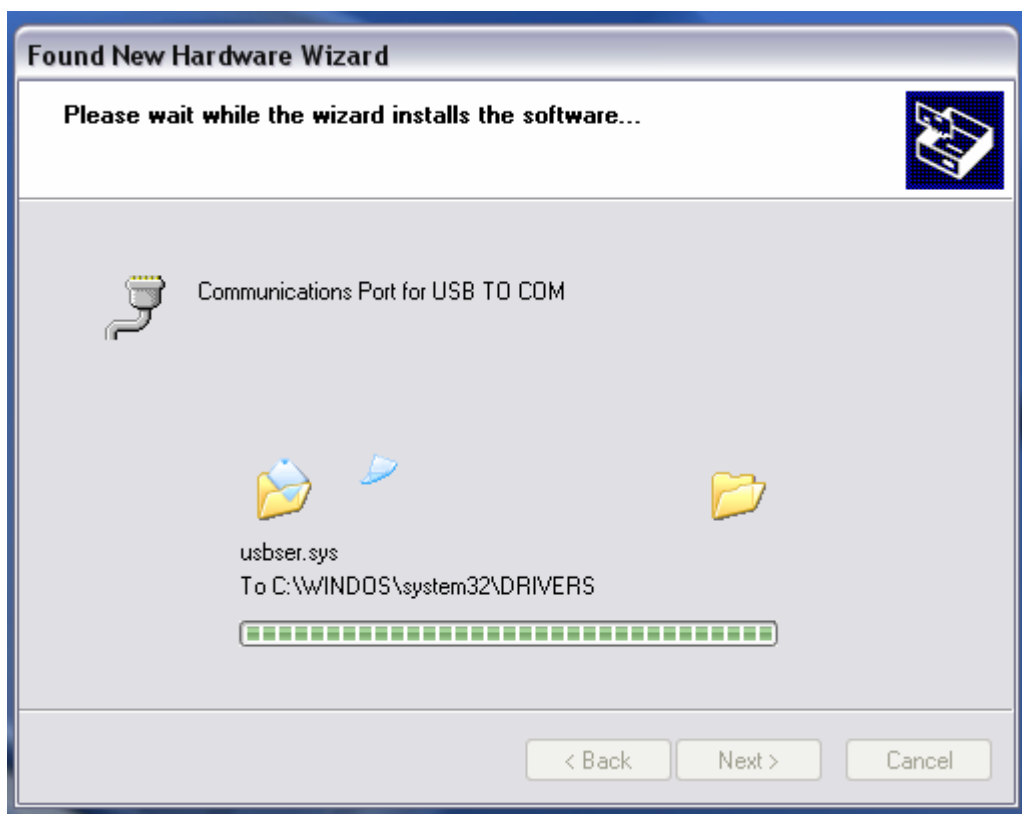 Found New Hardware Wizard
Please wait while the wizard installs the software...
Communications Port for USB TO COM
usbser.sys
To C:\WINDOS\system32\DRIVERS
< Back Next > Cancel